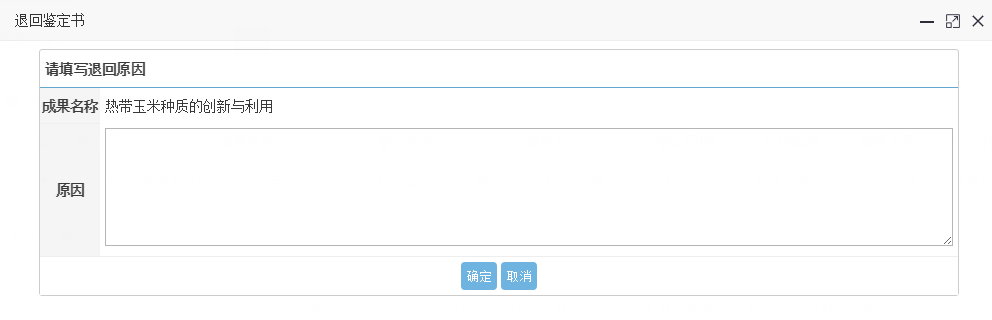 退回鉴定书
请填写退回原因
成果名称 热带玉米种质的创新与利用
原因
确定 取消